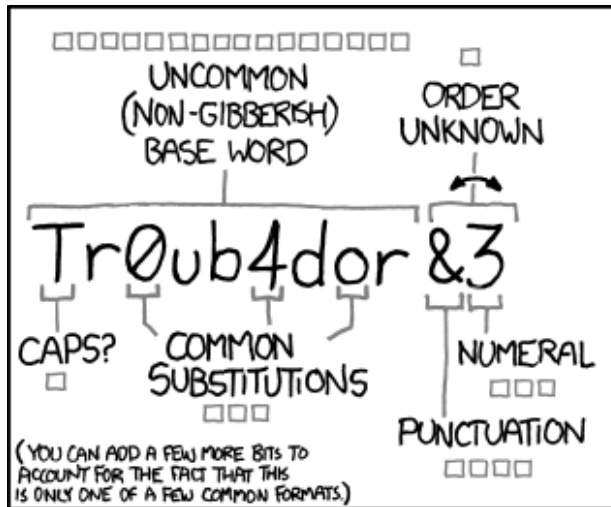 UNCOMMON
(NON-GIBBERISH)
BASE WORD
ORDER
UNKNOWN
Tr0ub4dor &3
CAPS?
COMMON
SUBSTITUTIONS
NUMERAL
PUNCTUATION
(YOU CAN ADD A FEW MORE BITS TO
ACCOUNT FOR THE FACT THAT THIS
IS ONLY ONE OF A FEW COMMON FORMATS.)